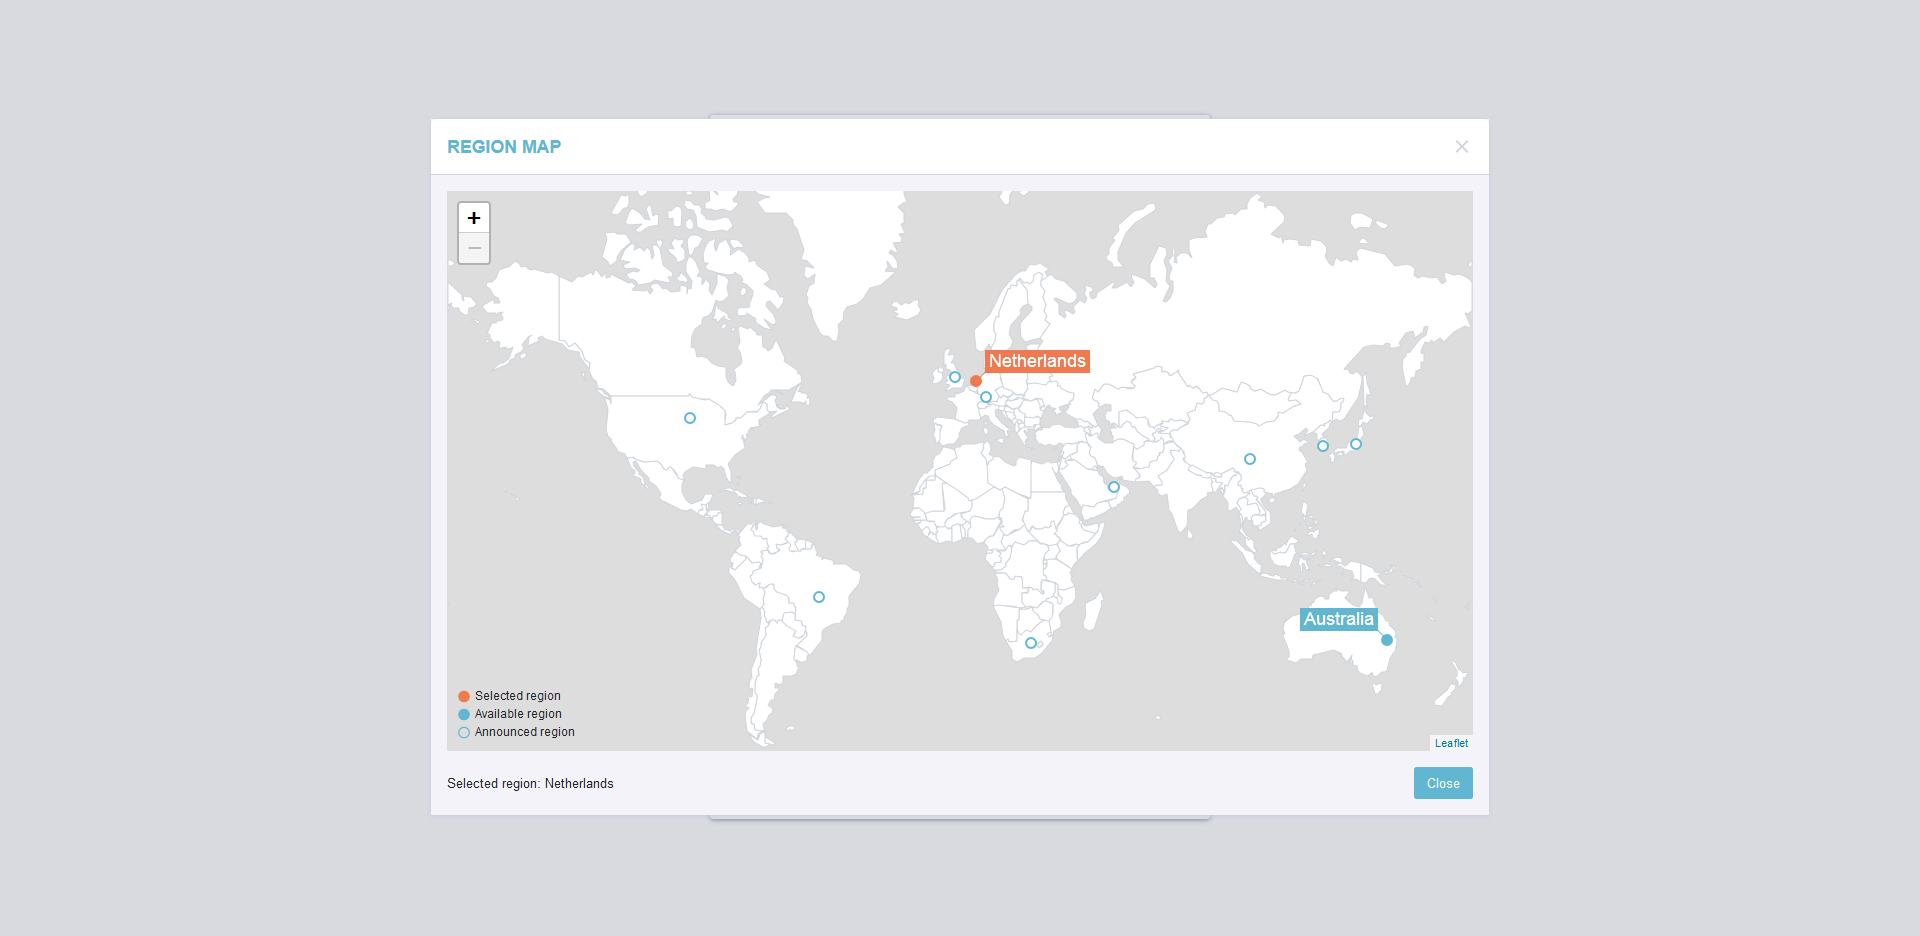 REGION MAP
×
+
−
Netherlands
Australia
Selected region
Available region
Announced region
Leaflet
Selected region: Netherlands
Close